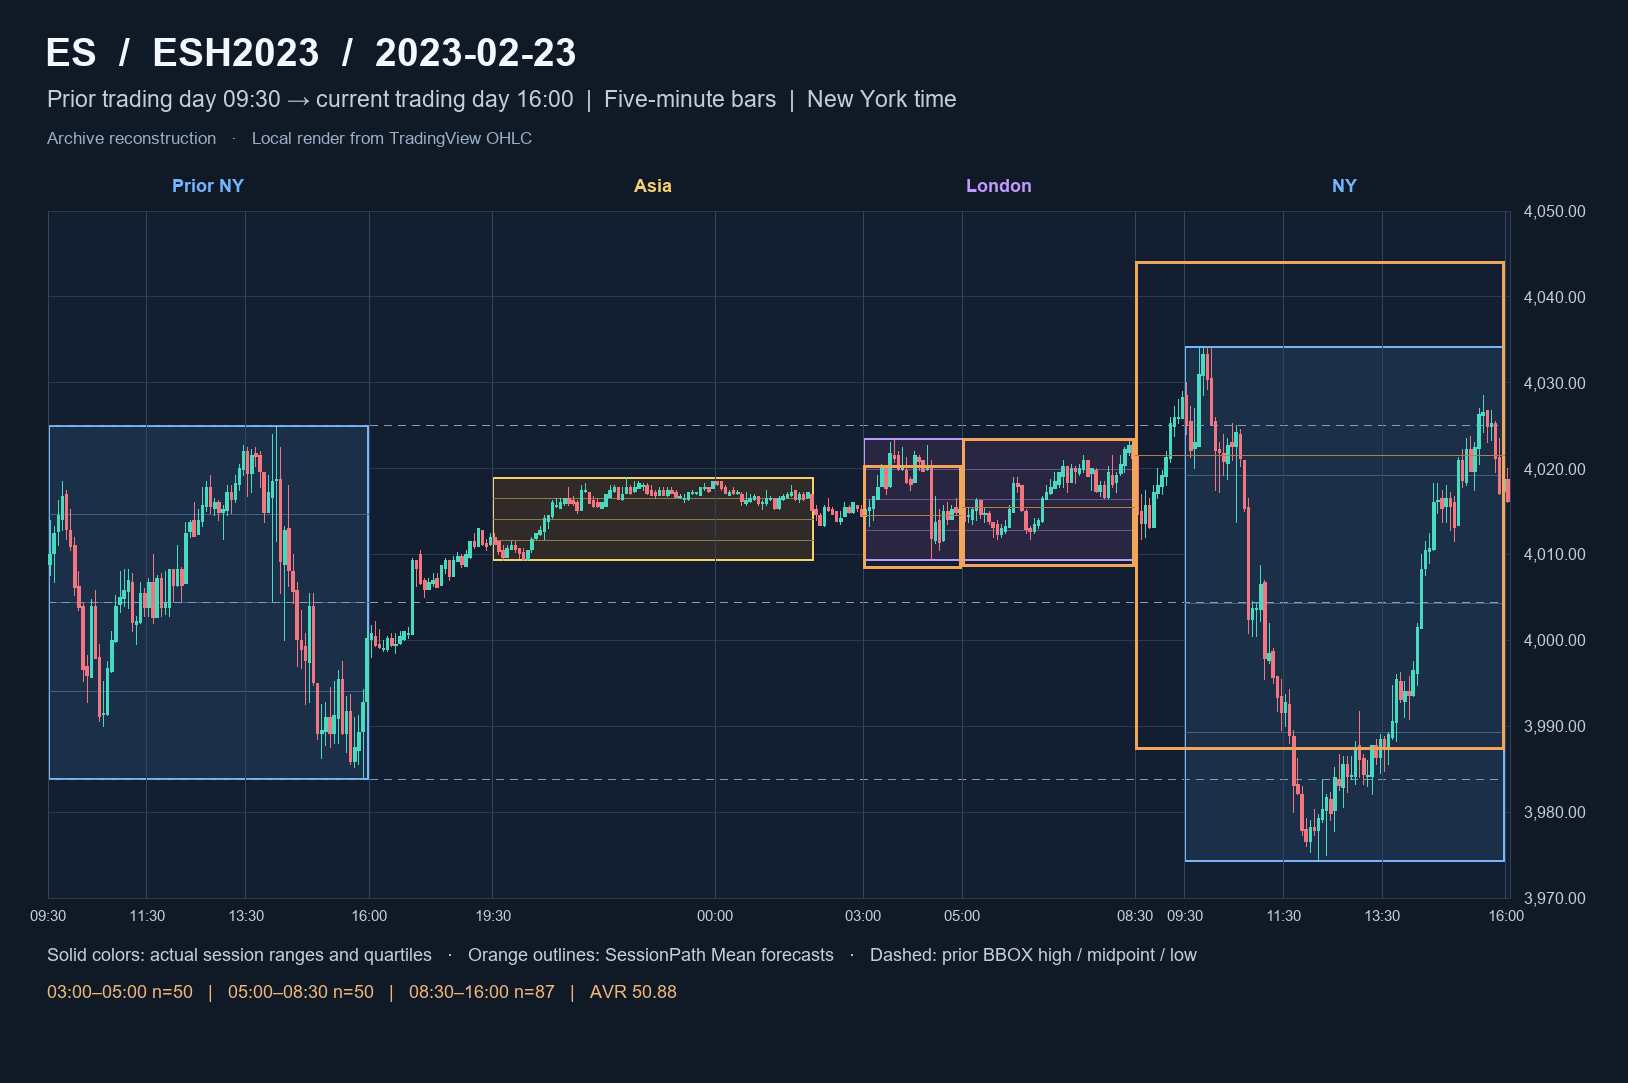 ES / ESH2023 / 2023-02-23
Prior trading day 09:30 → current trading day 16:00 | Five-minute bars | New York time
Archive reconstruction · Local render from TradingView OHLC
Prior NY Asia London NY
4,050.00
4,040.00
4,030.00
4,020.00
4,010.00
4,000.00
3,990.00
3,980.00
3,970.00
09:30 11:30 13:30 16:00 19:30 00:00 03:00 05:00 08:30 09:30 11:30 13:30 16:00
Solid colors: actual session ranges and quartiles · Orange outlines: SessionPath Mean forecasts · Dashed: prior BBOX high / midpoint / low
03:00–05:00 n=50 | 05:00–08:30 n=50 | 08:30–16:00 n=87 | AVR 50.88